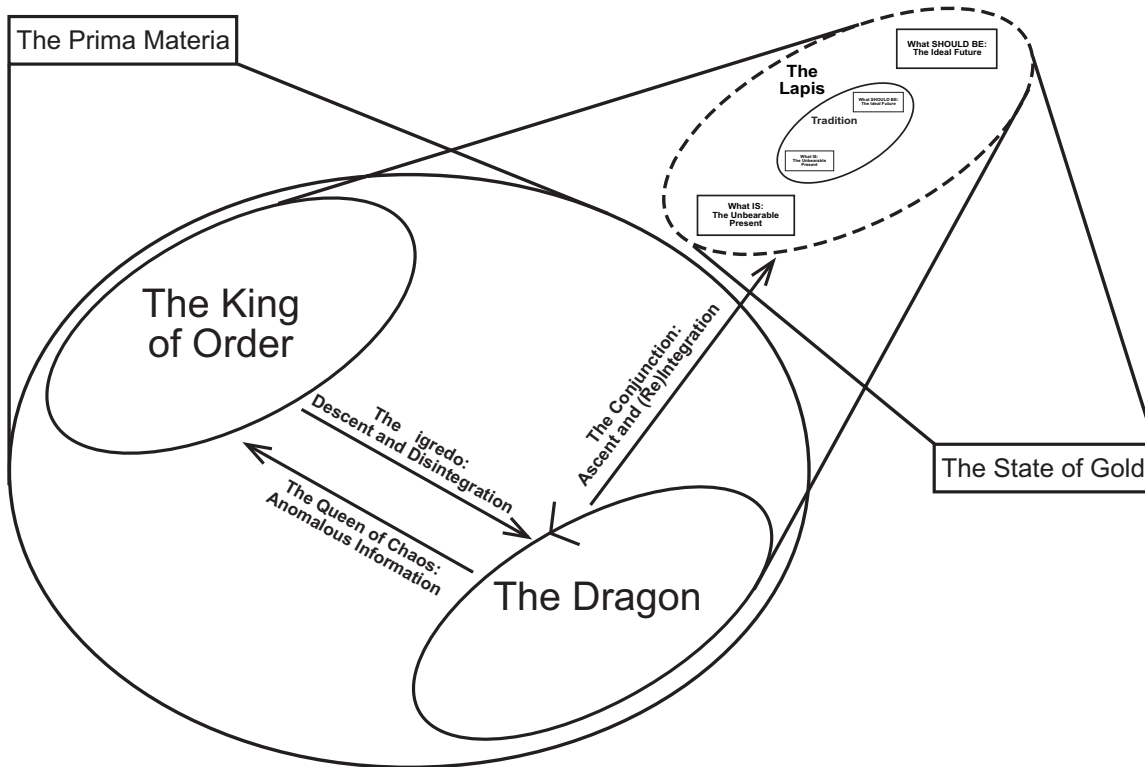 The Prima Materia
What SHOULD BE:
The Ideal Future
The
Lapis
What SHOULD BE:
The Ideal Future
Tradition
What IS:
The Unbearable
Present
What IS:
The Unbearable
Present
The King
of Order
The igredo:
Descent and Disintegration
The Queen of Chaos:
Anomalous Information
The Conjunction:
Ascent and (Re)Integration
The State of Gold
The Dragon